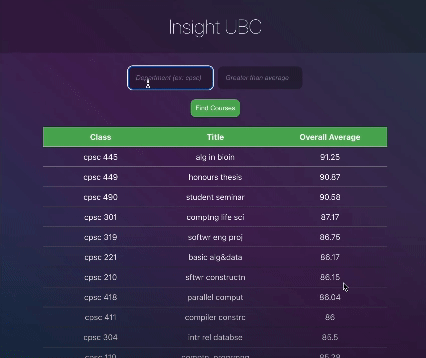 Insight UBC
Department (ex. cpsc) Greater than average
Find Courses
Class Title Overall Average
cpsc 445 alg in bioin 91.25
cpsc 449 honours thesis 90.87
cpsc 490 student seminar 90.58
cpsc 301 comptng life sci 87.17
cpsc 319 softwr eng proj 86.75
cpsc 221 basic alg&data 86.17
cpsc 210 sftwr constructn 86.15
cpsc 418 parallel comput 86.04
cpsc 411 compiler constrc 86
cpsc 304 intr rel databse 85.5
cpsc 110